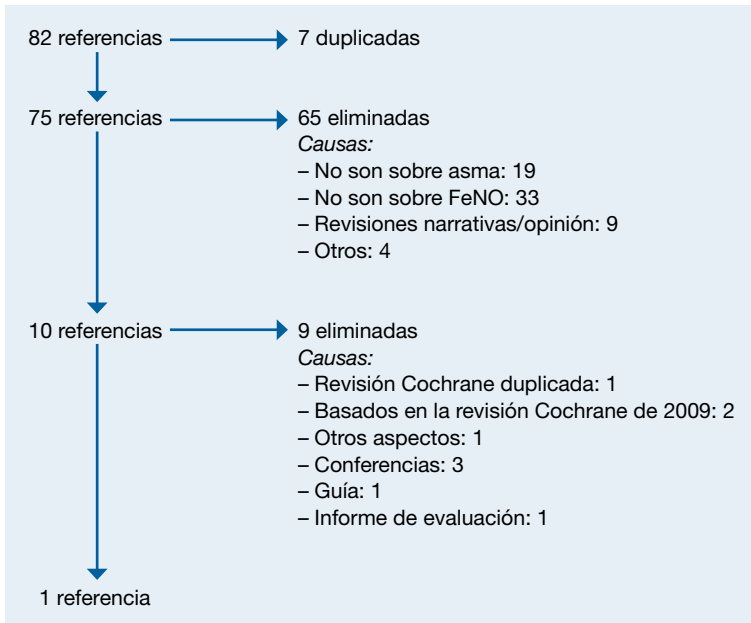 82 referencias
7 duplicadas
75 referencias
65 eliminadas
Causas:
– No son sobre asma: 19
– No son sobre FeNO: 33
– Revisiones narrativas/opinión: 9
– Otros: 4
10 referencias
9 eliminadas
Causas:
– Revisión Cochrane duplicada: 1
– Basados en la revisión Cochrane de 2009: 2
– Otros aspectos: 1
– Conferencias: 3
– Guía: 1
– Informe de evaluación: 1
1 referencia